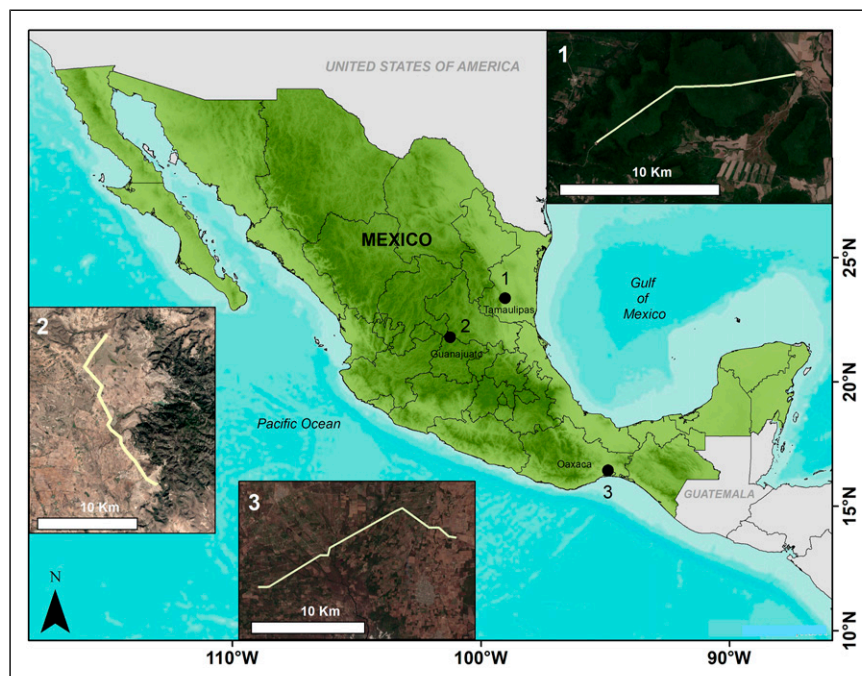 UNITED STATES OF AMERICA
1
10 Km
MEXICO
25°N
1
Tamaulipas
Gulf
of
Mexico
2
2
Guanajuato
20°N
Pacific Ocean
10 Km
Oaxaca
3
GUATEMALA
3
15°N
10 Km
N
10°N
110°W
100°W
90°W